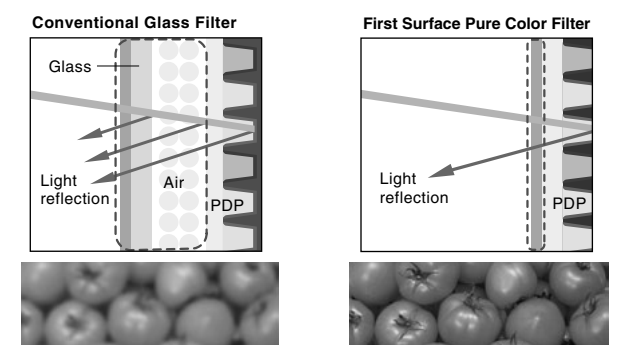 Conventional Glass Filter
Glass
Light
reflection
Air
PDP
First Surface Pure Color Filter
Light
reflection
PDP